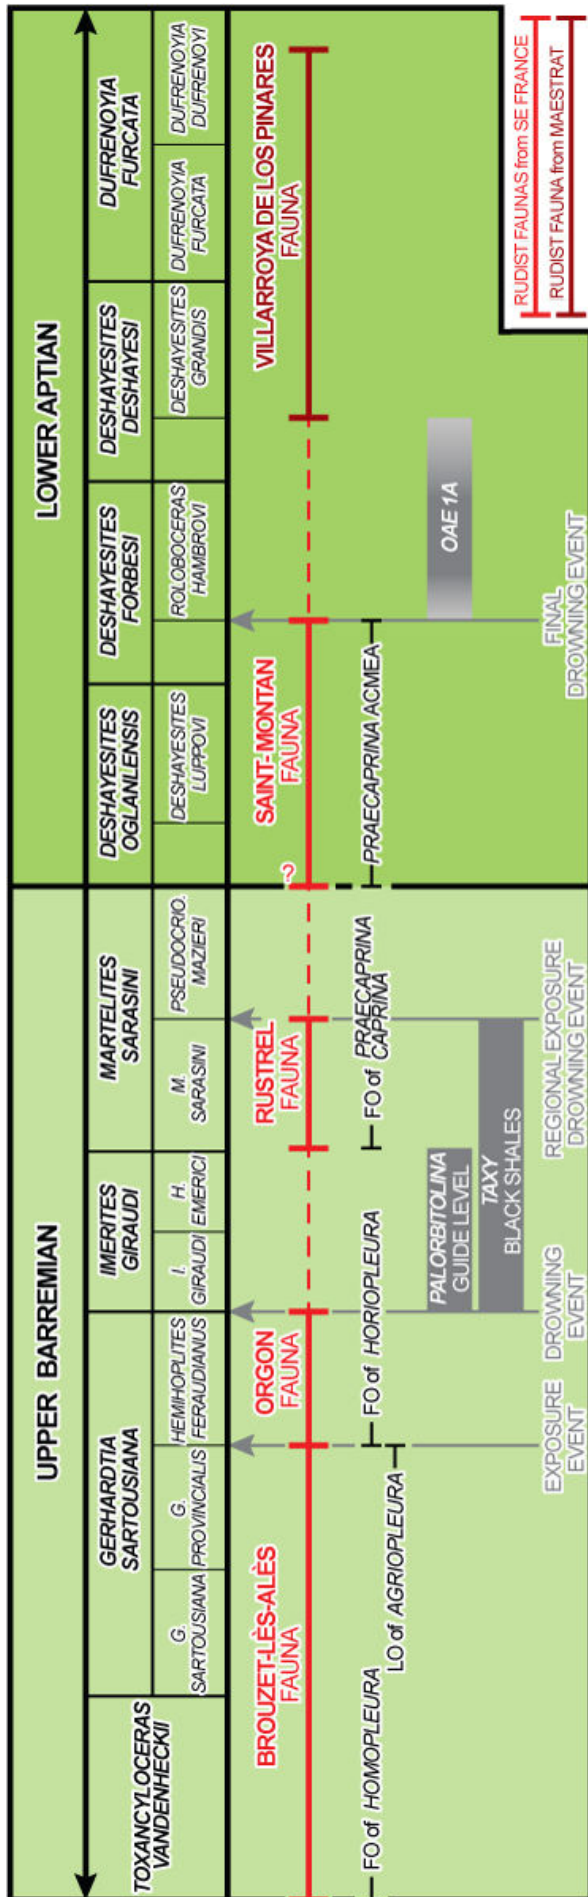 UPPER BARREMIAN
LOWER APTIAN
TOXANCYLOCERAS
VANDENHECKII
GERHARDTIA
SARTOUSIANA
IMERITES
GIRAUDI
MARTELITES
SARASINI
DESHAYESITES
OGLANLENSIS
DESHAYESITES
FORBESI
DESHAYESITES
DESHAYESI
DUFRENOYIA
FURCATA
G.
SARTOUSIANA
G.
PROVINCIALIS
HEMIHOPLITES
FERAUDIANUS
I.
GIRAUDI
H.
EMERICI
M.
SARASINI
PSEUDOCRIO.
MAZIERI
DESHAYESITES
LUPPOVI
ROLOBOCERAS
HAMBROVI
DESHAYESITES
GRANDIS
DUFRENOYIA
FURCATA
DUFRENOYIA
DUFRENOYI
BROUZET-LÈS-ALÈS
FAUNA
ORGON
FAUNA
RUSTREL
FAUNA
?
SAINT-MONTAN
FAUNA
VILLARROYA DE LOS PINARES
FAUNA
FO of HOMOPLEURA
LO of AGRIOPLEURA
FO of HORIOPLEURA
FO of PRAECAPRINA
CAPRINA
PRAECAPRINA ACMEA
PALORBITOLINA
GUIDE LEVEL
TAXY
BLACK SHALES
OAE 1A
EXPOSURE
EVENT
DROWNING
EVENT
REGIONAL EXPOSURE
DROWNING EVENT
FINAL
DROWNING EVENT
RUDIST FAUNAS from SE FRANCE
RUDIST FAUNA from MAESTRAT